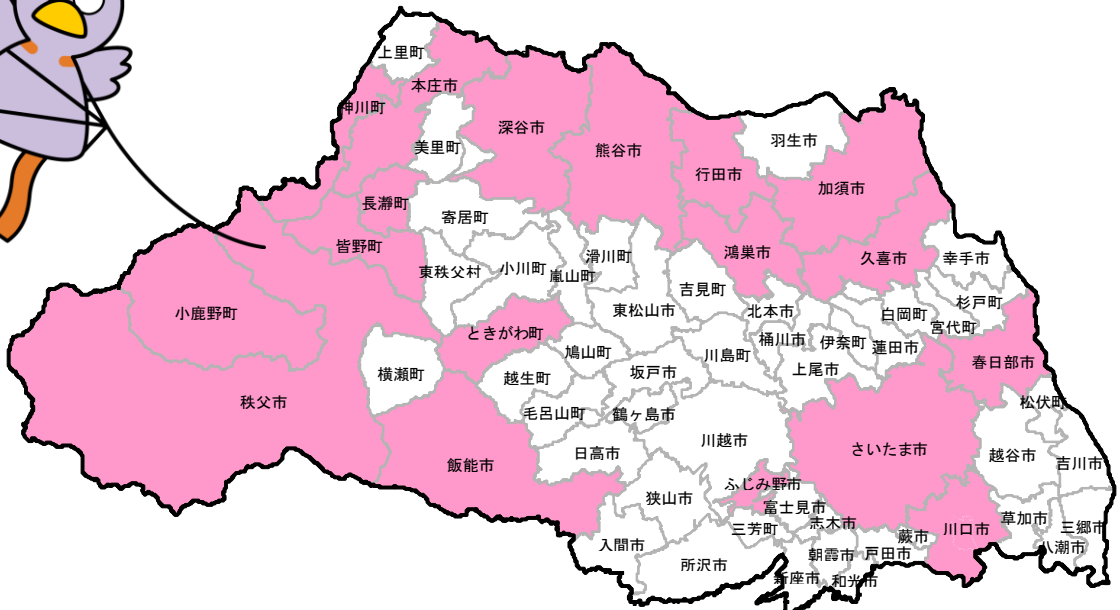 上里町
本庄市
神川町
美里町
深谷市
熊谷市
行田市
羽生市
加須市
長瀞町
寄居町
皆野町
東秩父村
小川町
嵐山町
滑川町
吉見町
鴻巣市
久喜市
幸手市
小鹿野町
ときがわ町
東松山市
北本市
白岡町
杉戸町
宮代町
桶川市
伊奈町
蓮田市
春日部市
横瀬町
鳩山町
川島町
上尾市
越生町
坂戸市
秩父市
毛呂山町
鶴ヶ島市
松伏町
川越市
さいたま市
越谷市
吉川市
飯能市
日高市
狭山市
ふじみ野市
富士見市
三芳町
志木市
蕨市
川口市
草加市
三郷市
八潮市
入間市
所沢市
朝霞市
戸田市
新座市
和光市